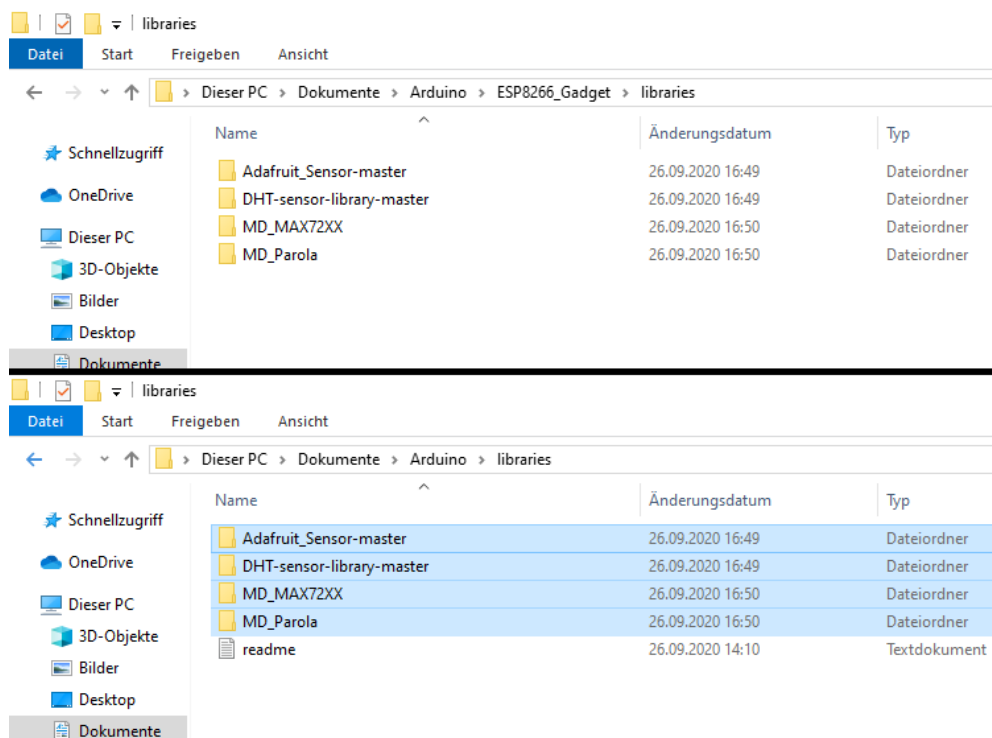 libraries
Datei Start Freigeben Ansicht
Dieser PC > Dokumente > Arduino > ESP8266_Gadget > libraries
Name Änderungsdatum Typ
Schnellzugriff
Adafruit_Sensor-master 26.09.2020 16:49 Dateiordner
OneDrive
DHT-sensor-library-master 26.09.2020 16:49 Dateiordner
MD_MAX72XX 26.09.2020 16:50 Dateiordner
Dieser PC
MD_Parola 26.09.2020 16:50 Dateiordner
3D-Objekte
Bilder
Desktop
Dokumente
libraries
Datei Start Freigeben Ansicht
Dieser PC > Dokumente > Arduino > libraries
Name Änderungsdatum Typ
Schnellzugriff
Adafruit_Sensor-master 26.09.2020 16:49 Dateiordner
OneDrive
DHT-sensor-library-master 26.09.2020 16:49 Dateiordner
MD_MAX72XX 26.09.2020 16:50 Dateiordner
Dieser PC
MD_Parola 26.09.2020 16:50 Dateiordner
3D-Objekte
readme 26.09.2020 14:10 Textdokument
Bilder
Desktop
Dokumente